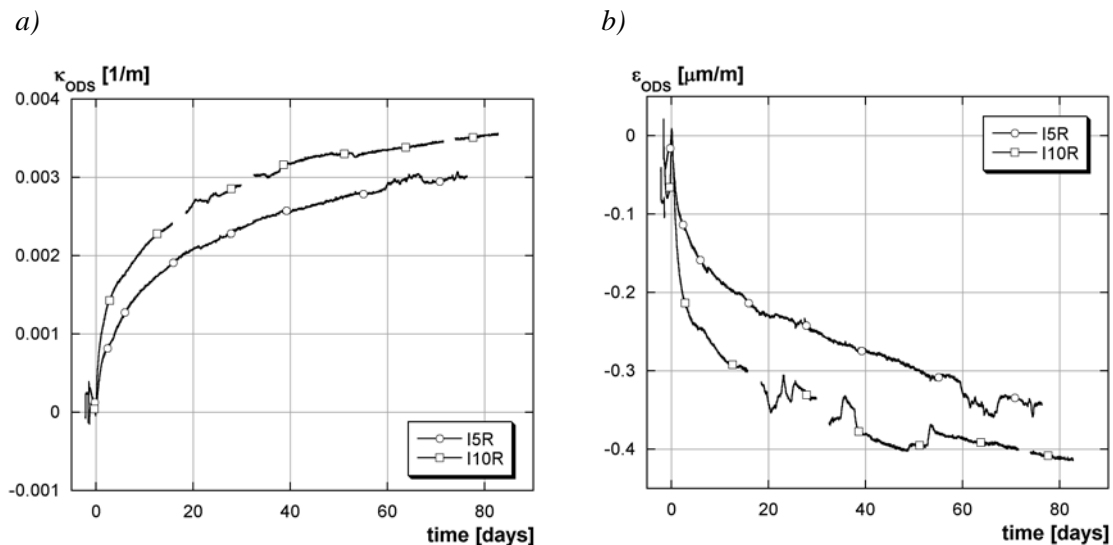 a)
b)
κODS [1/m]
0.004
0.003
0.002
0.001
0
-0.001
0 20 40 60 80
time [days]
I5R
I10R
εODS [μm/m]
0
-0.1
-0.2
-0.3
-0.4
0 20 40 60 80
time [days]
I5R
I10R